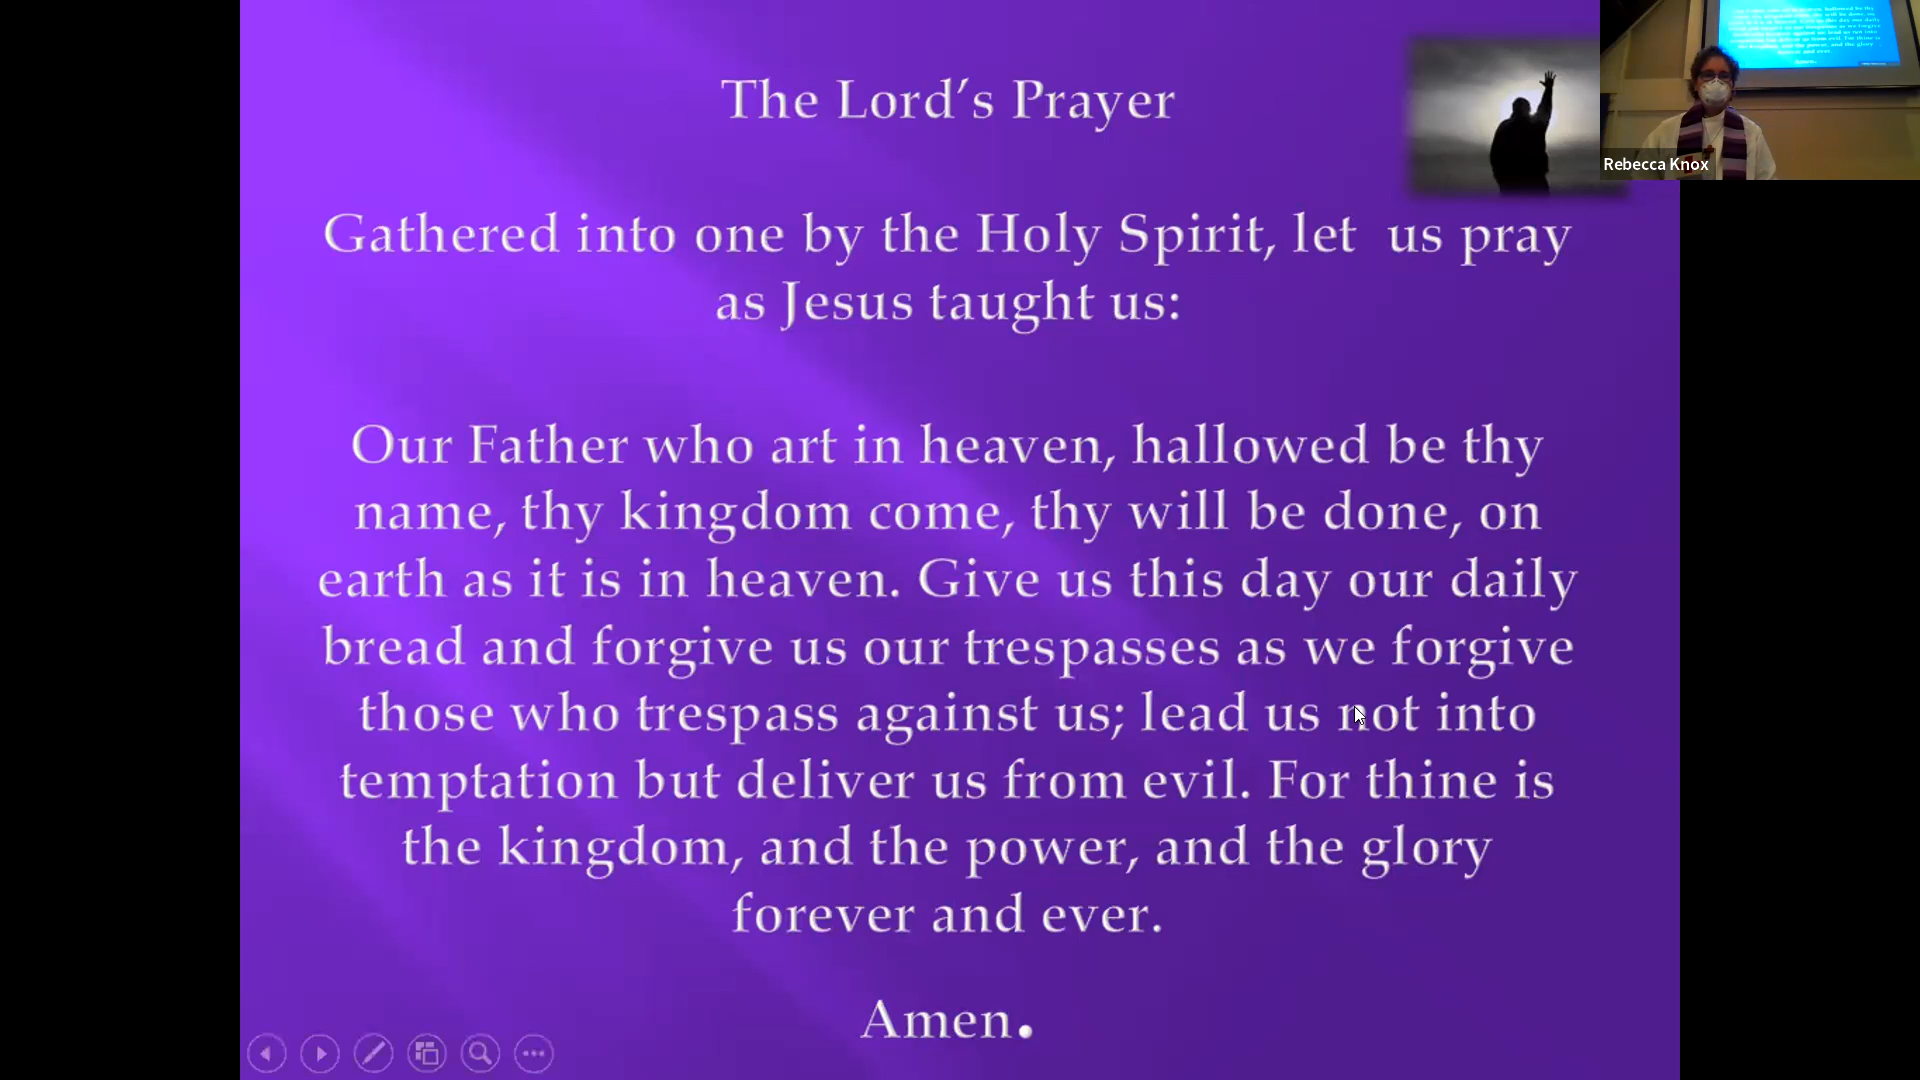 The Lord’s Prayer
Gathered into one by the Holy Spirit, let  us pray
as Jesus taught us:
Our Father who art in heaven, hallowed be thy
name, thy kingdom come, thy will be done, on
earth as it is in heaven. Give us this day our daily
bread and forgive us our trespasses as we forgive
those who trespass against us; lead us not into
temptation but deliver us from evil. For thine is
the kingdom, and the power, and the glory
forever and ever.
Amen.
Rebecca Knox